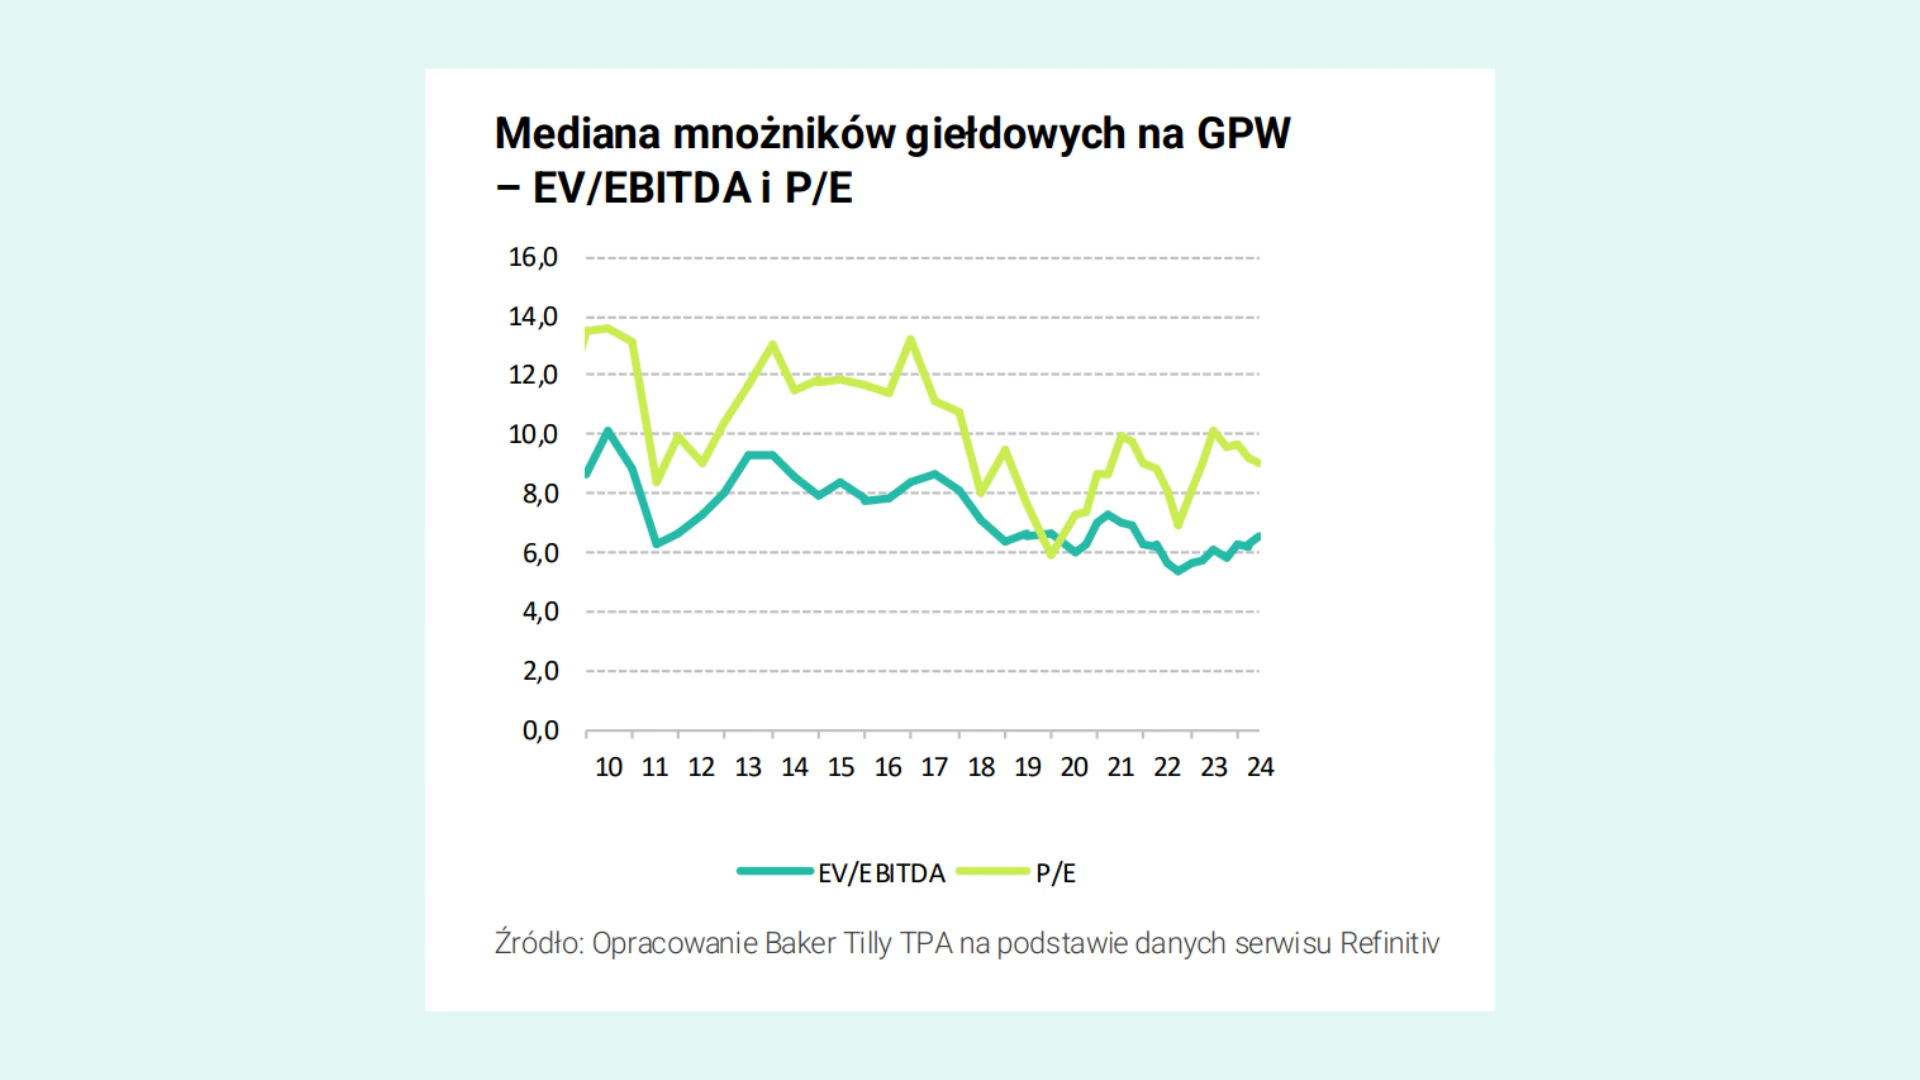 Mediana mnożników giełdowych na GPW
– EV/EBITDA i P/E
16,0
14,0
12,0
10,0
8,0
6,0
4,0
2,0
0,0
10 11 12 13 14 15 16 17 18 19 20 21 22 23 24
EV/EBITDA P/E
Źródło: Opracowanie Baker Tilly TPA na podstawie danych serwisu Refinitiv